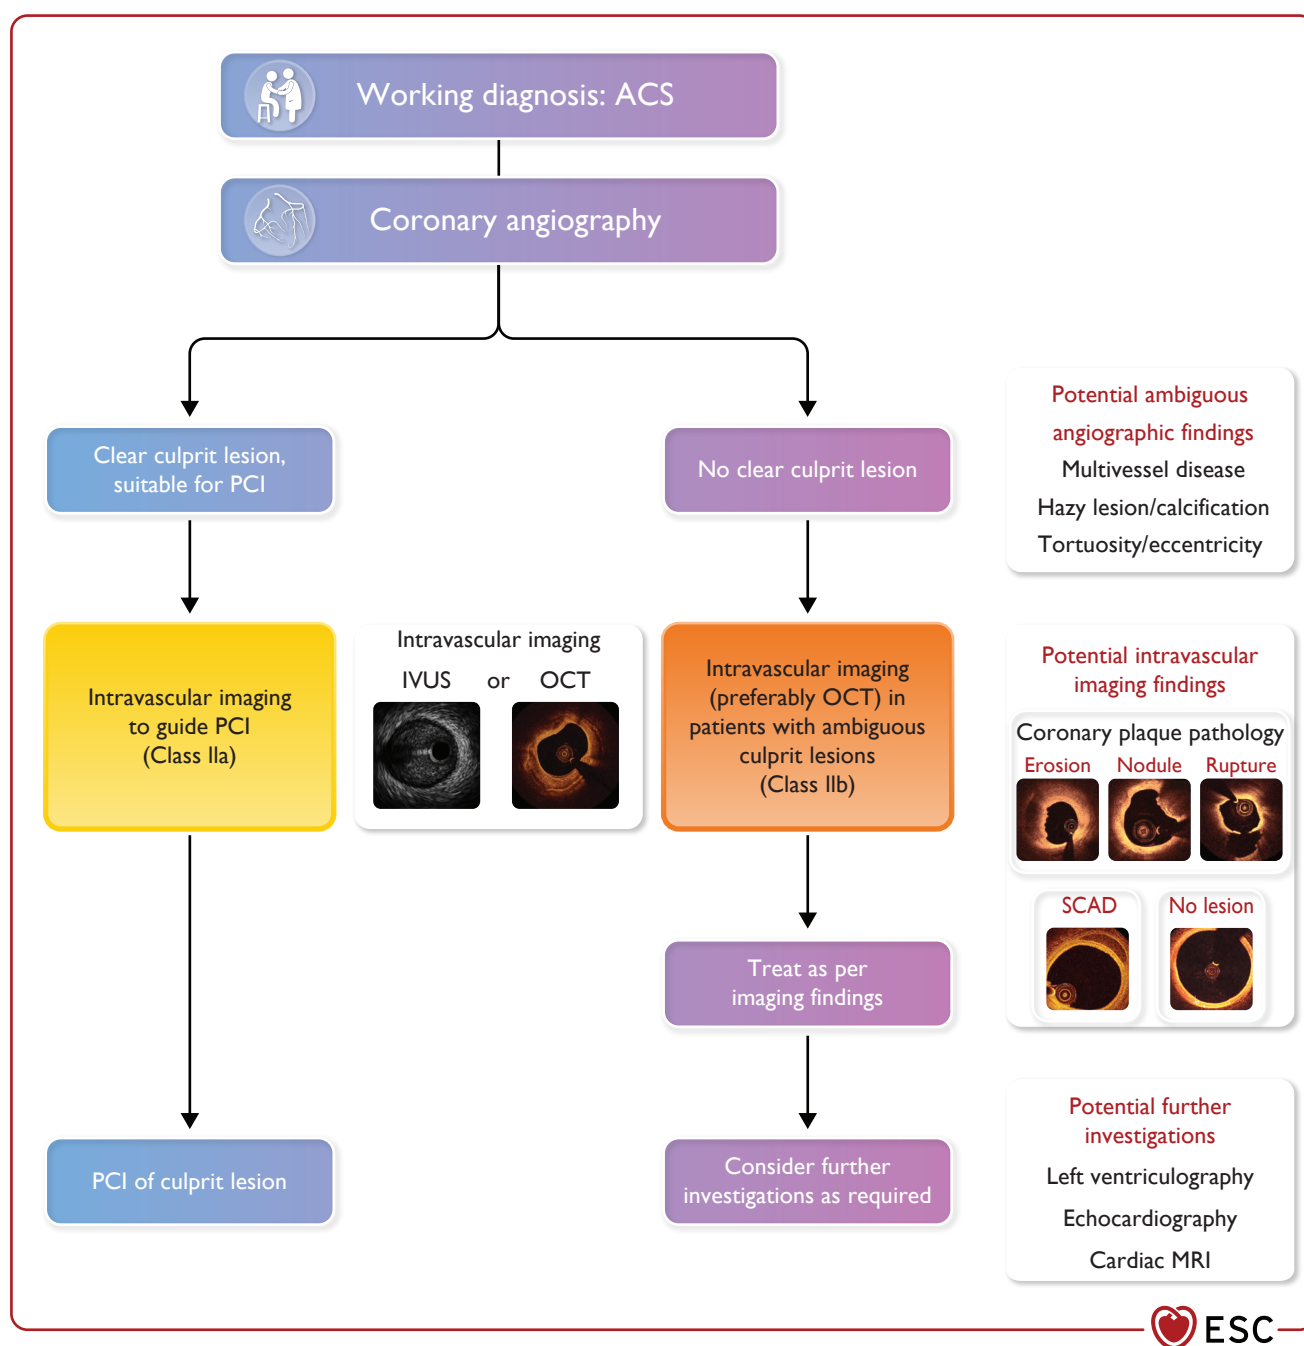 Working diagnosis: ACS
Coronary angiography
Clear culprit lesion,
suitable for PCI
No clear culprit lesion
Potential ambiguous
angiographic findings
Multivessel disease
Hazy lesion/calcification
Tortuosity/eccentricity
Intravascular imaging
to guide PCI
(Class IIa)
Intravascular imaging
IVUS or OCT
Intravascular imaging
(preferably OCT) in
patients with ambiguous
culprit lesions
(Class IIb)
Potential intravascular
imaging findings
Coronary plaque pathology
Erosion Nodule Rupture
SCAD No lesion
Treat as per
imaging findings
PCI of culprit lesion
Consider further
investigations as required
Potential further
investigations
Left ventriculography
Echocardiography
Cardiac MRI
ESC